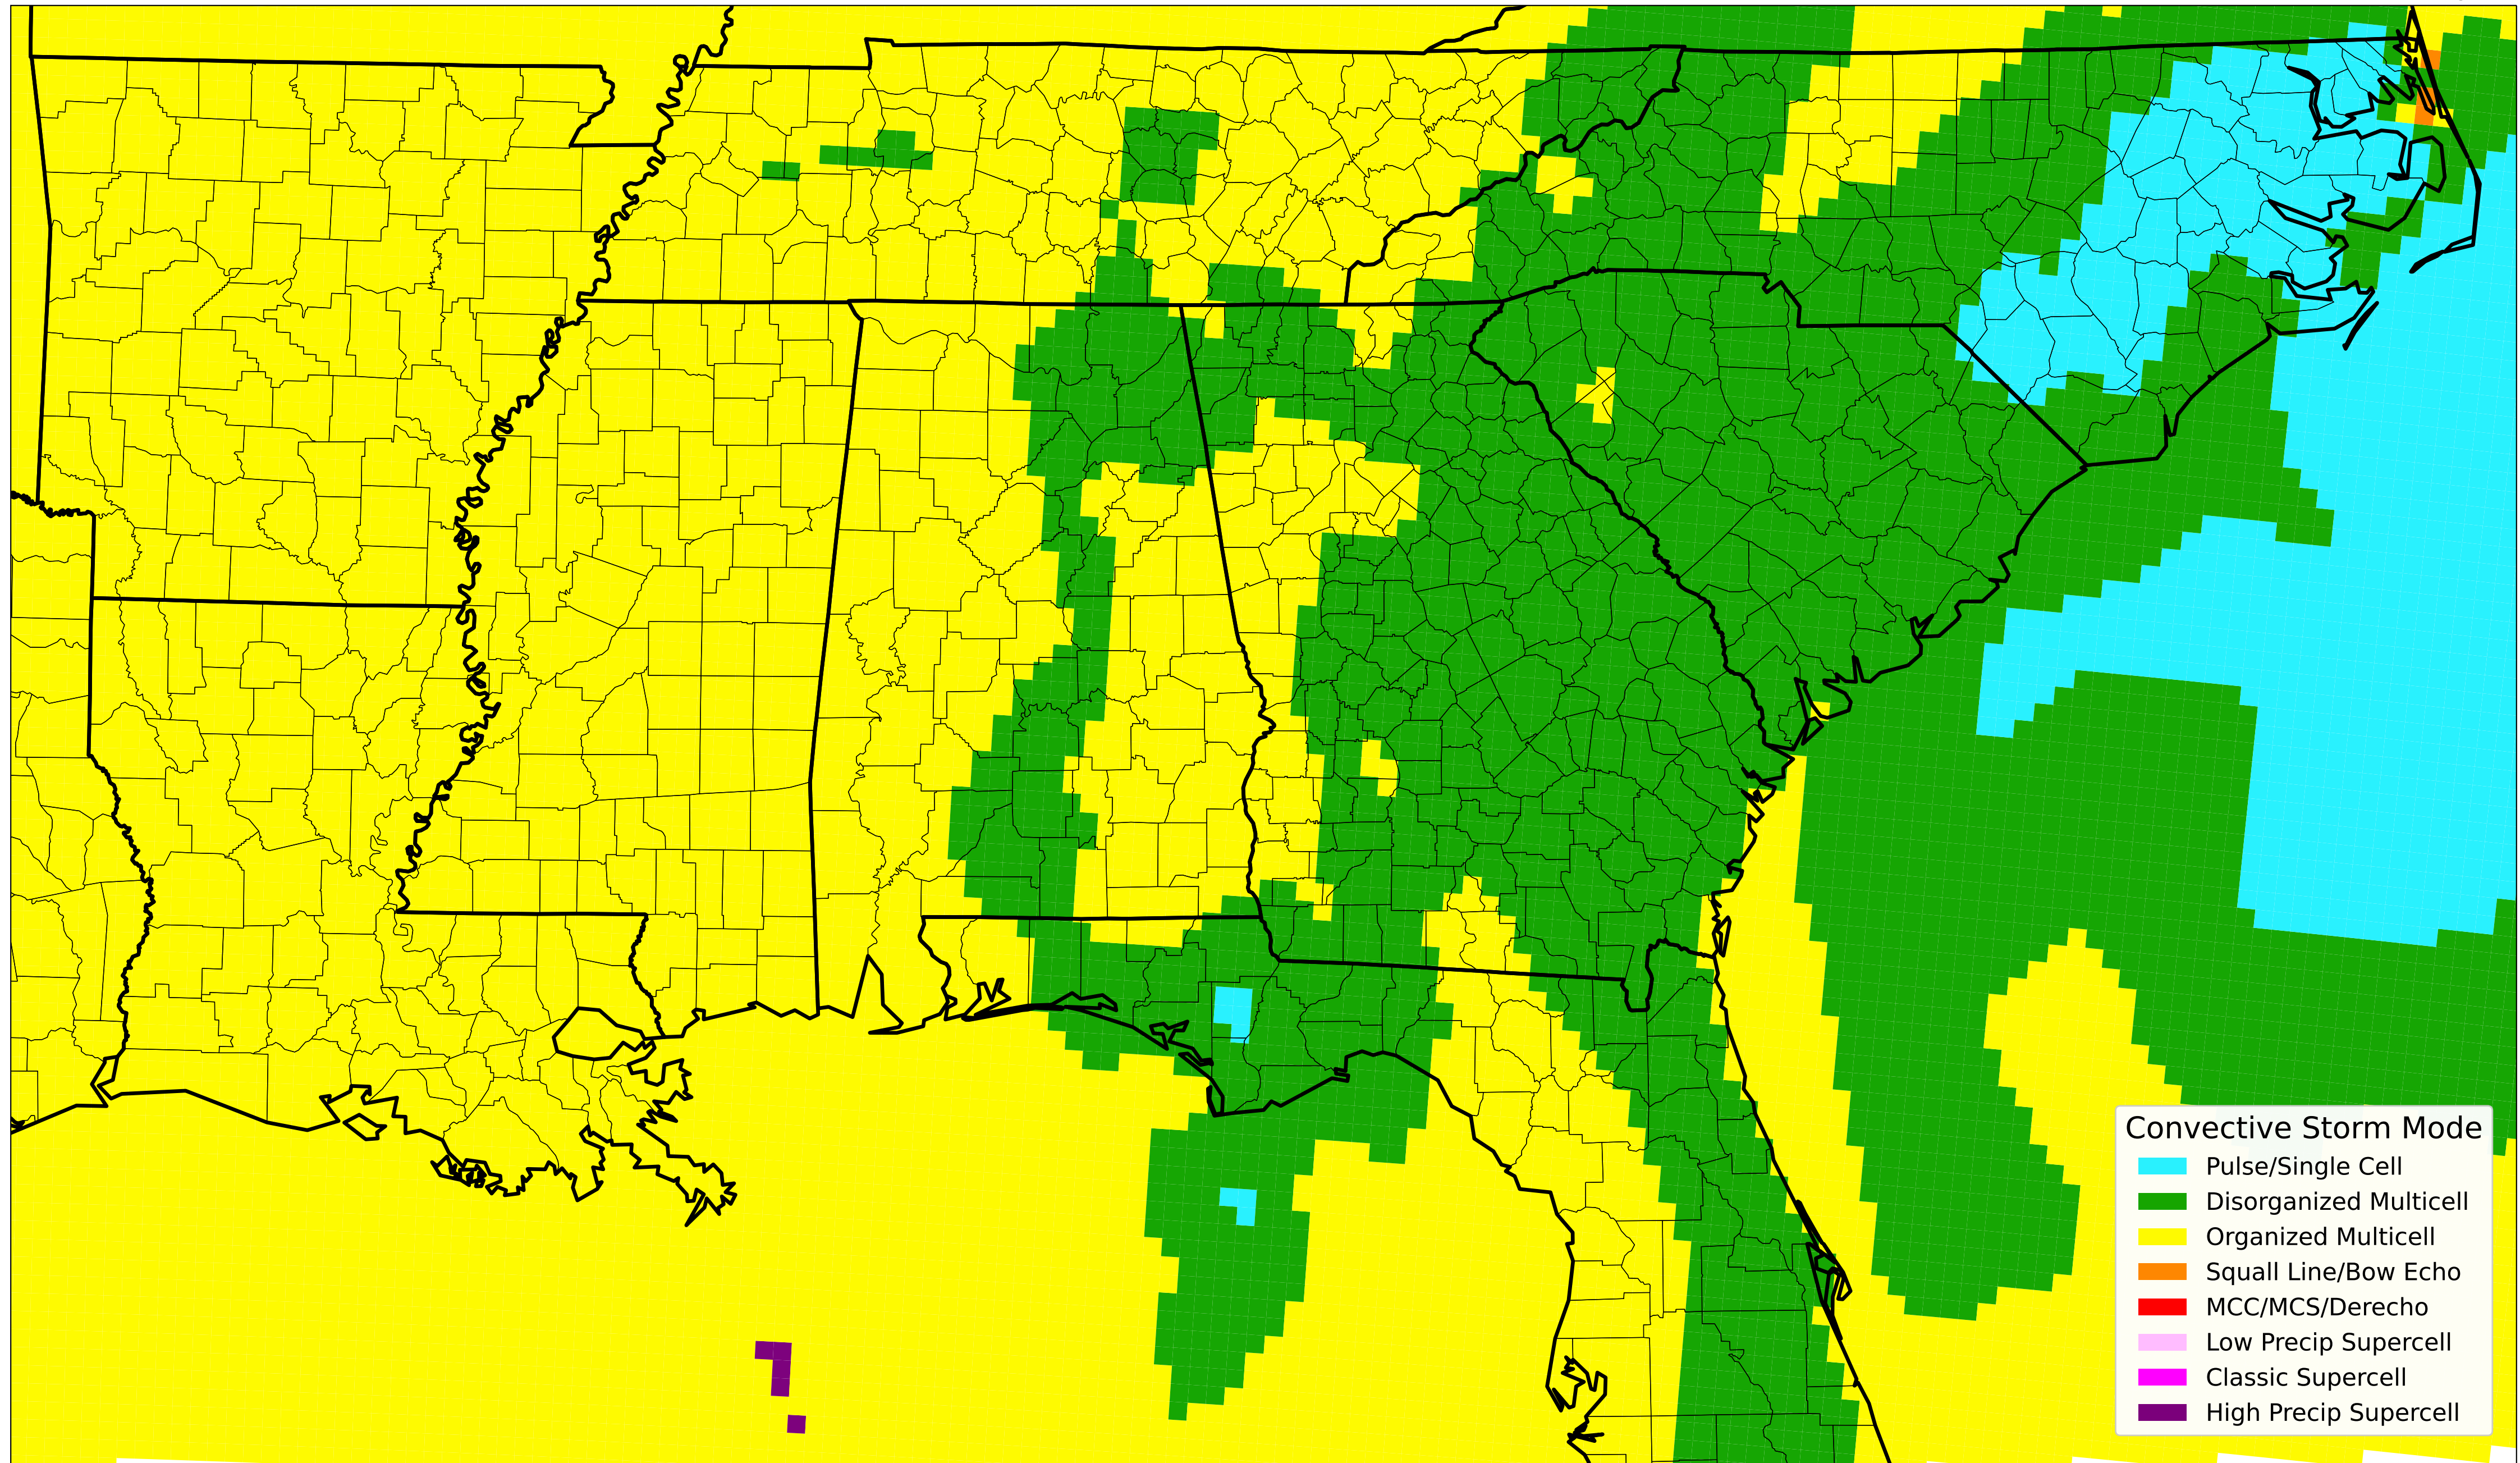 Convective Storm Mode
Pulse/Single Cell
Disorganized Multicell
Organized Multicell
Squall Line/Bow Echo
MCC/MCS/Derecho
Low Precip Supercell
Classic Supercell
High Precip Supercell